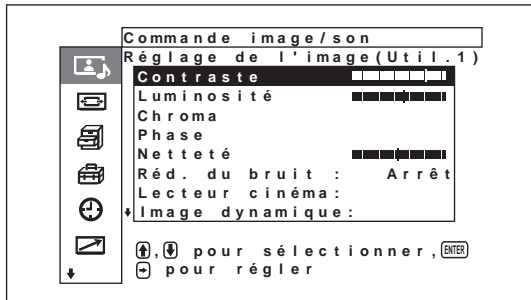 Commande image/son
Réglage de l'image(Util.1)
Contraste
Luminosité
Chroma
Phase
Netteté
Réd. du bruit : Arrêt
Lecteur cinéma:
Image dynamique:
, pour sélectionner, ENTER
pour régler